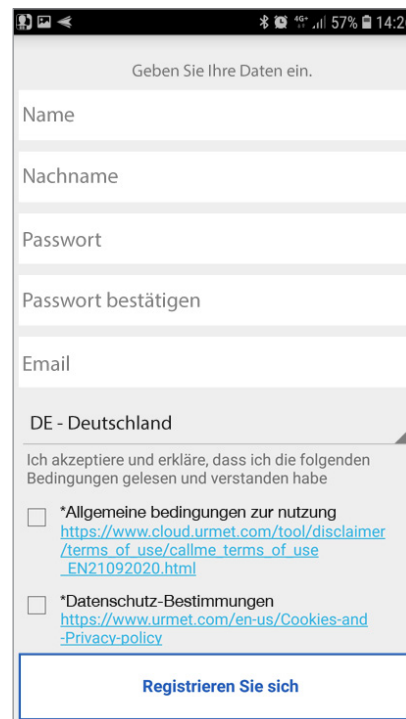 4G+ 57% 14:2
Geben Sie Ihre Daten ein.
Name
Nachname
Passwort
Passwort bestätigen
Email
DE - Deutschland
Ich akzeptiere und erkläre, dass ich die folgenden
Bedingungen gelesen und verstanden habe
*Allgemeine bedingungen zur nutzung
https://www.cloud.urmet.com/tool/disclaimer
/terms_of_use/callme_terms_of_use
_EN21092020.html
*Datenschutz-Bestimmungen
https://www.urmet.com/en-us/Cookies-and
-Privacy-policy
Registrieren Sie sich